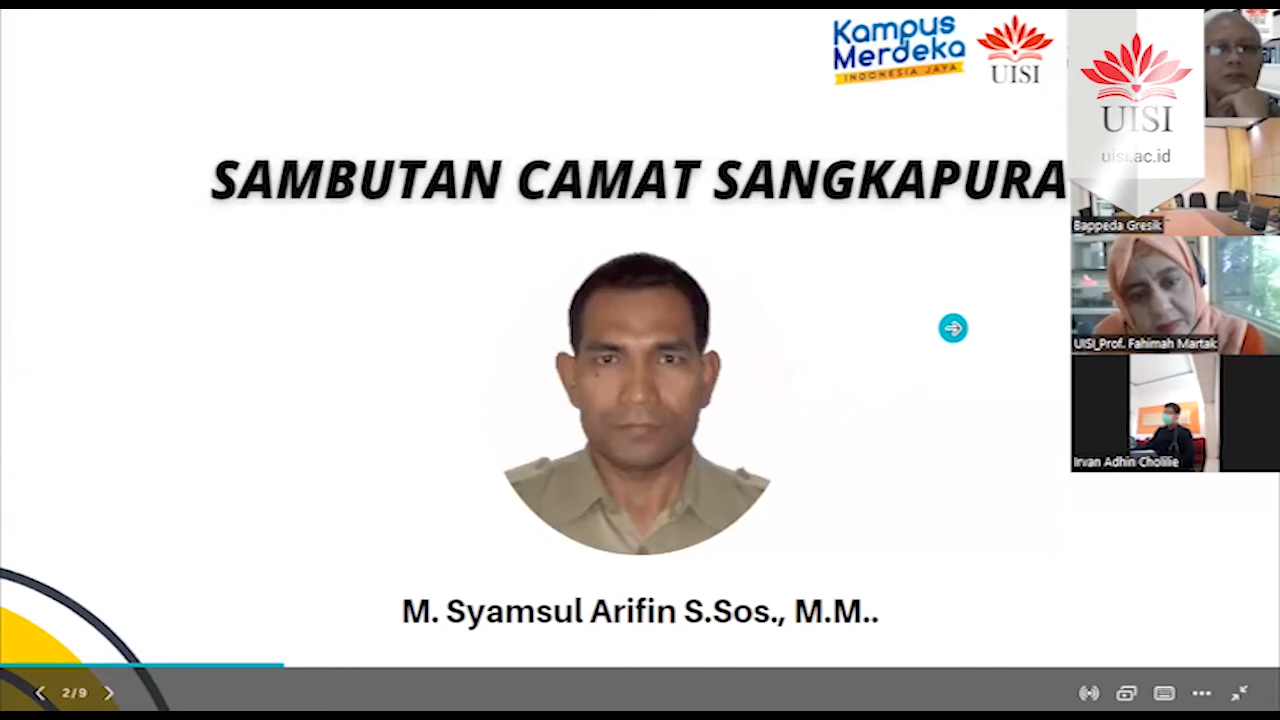 Kampus
Merdeka
INDONESIA JAYA
UISI
UISI
uisi.ac.id
SAMBUTAN CAMAT SANGKAPURA
Bappeda Gresik
UISI_Prof. Fahimah Martak
Irvan Adhin Cholilie
M. Syamsul Arifin S.Sos., M.M..
2/9